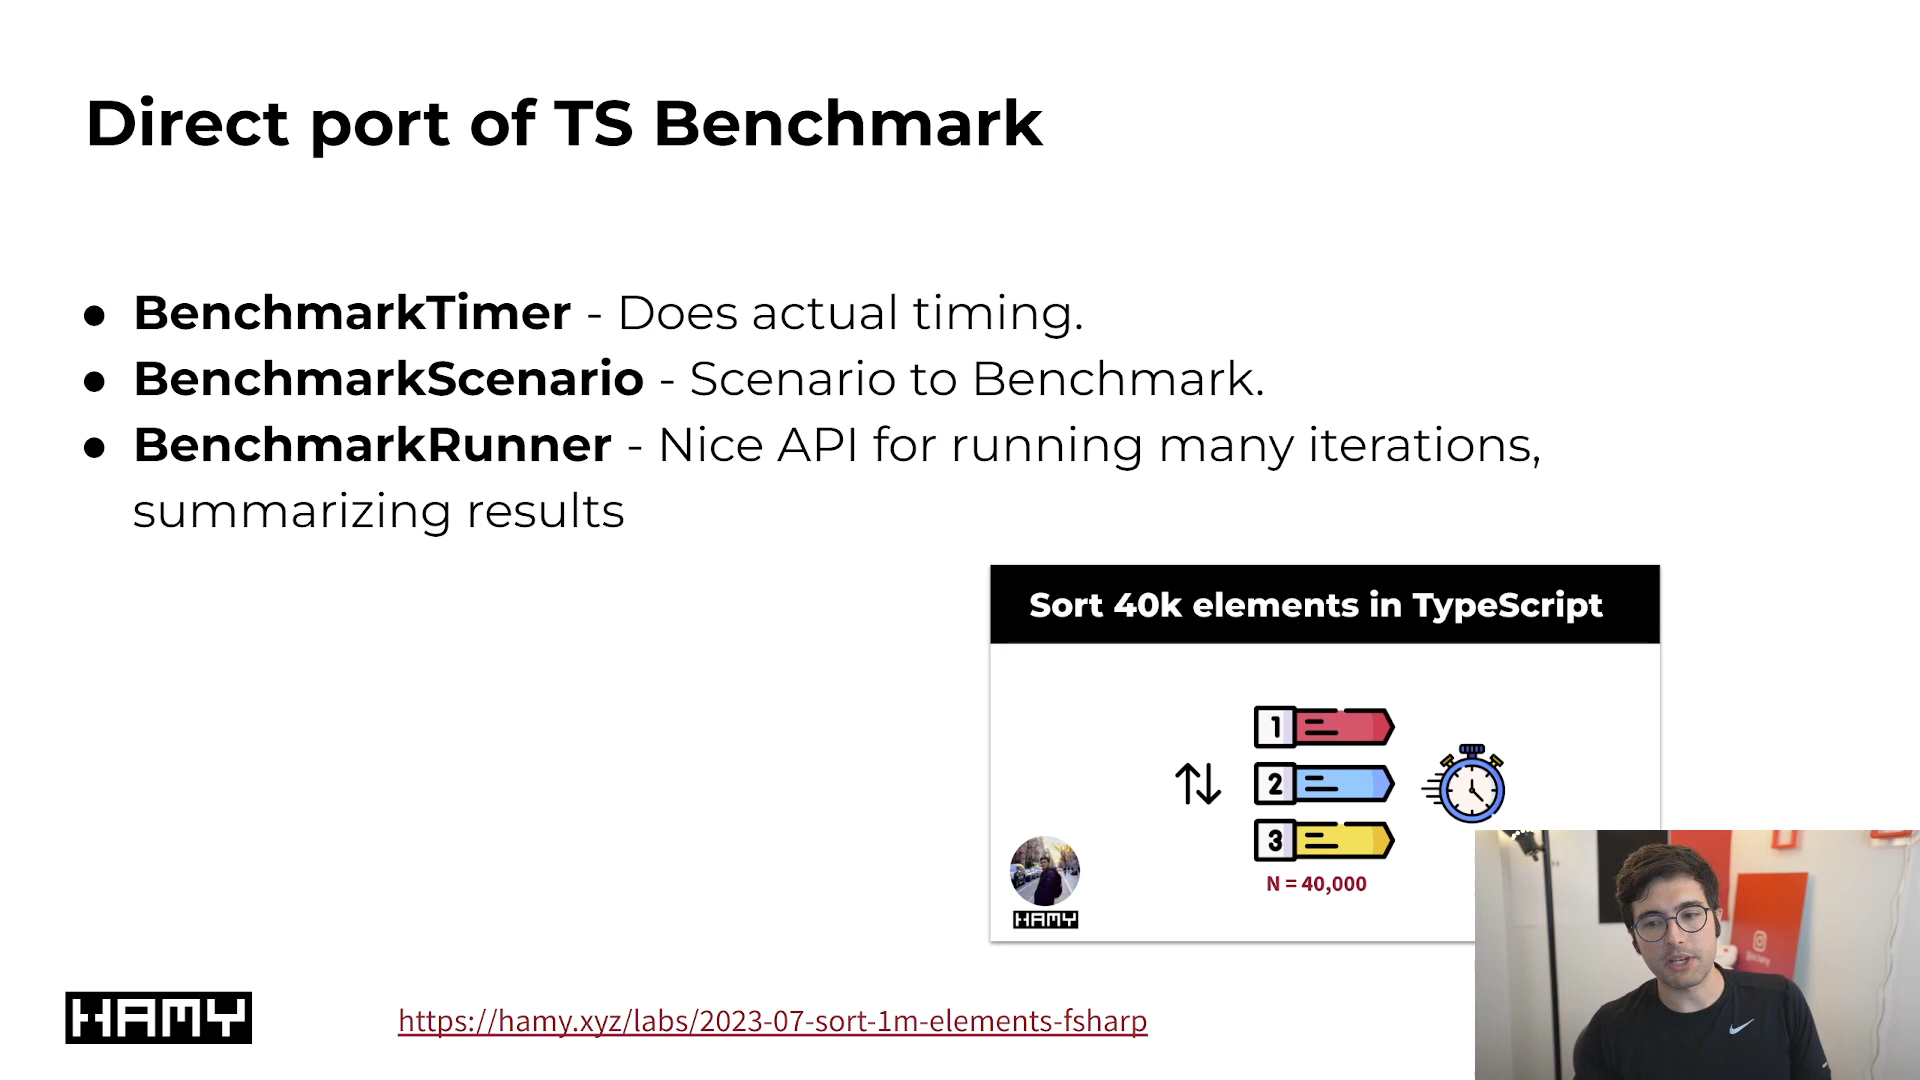 Direct port of TS Benchmark
● BenchmarkTimer - Does actual timing.
● BenchmarkScenario - Scenario to Benchmark.
● BenchmarkRunner - Nice API for running many iterations,
summarizing results
Sort 40k elements in TypeScript
1
2
3
N = 40,000
HAMY
HAMY
https://hamy.xyz/labs/2023-07-sort-1m-elements-fsharp